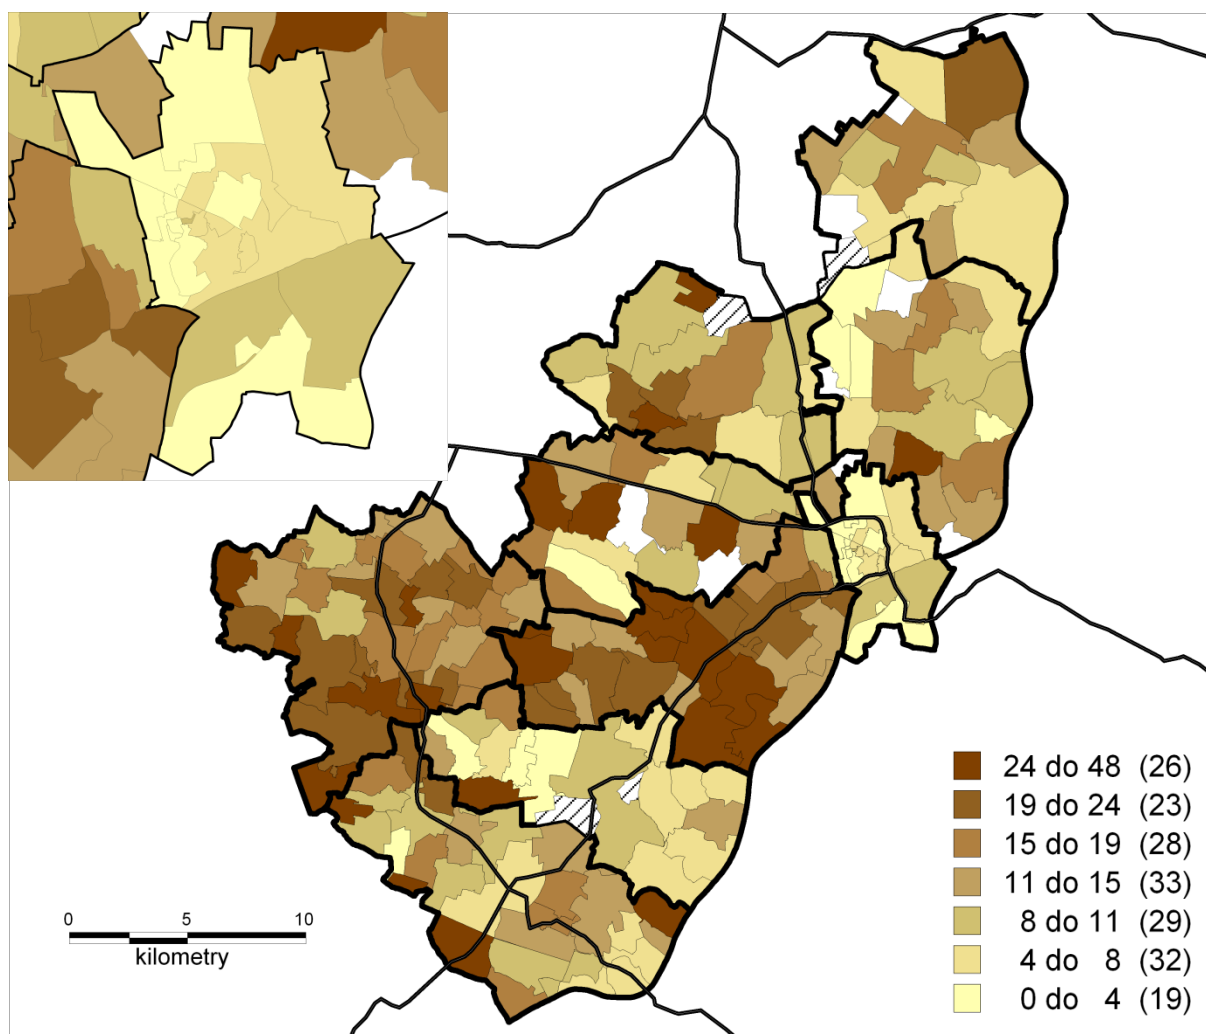 24 do 48 (26)
19 do 24 (23)
15 do 19 (28)
11 do 15 (33)
8 do 11 (29)
4 do 8 (32)
0 do 4 (19)
0 5 10
kilometry